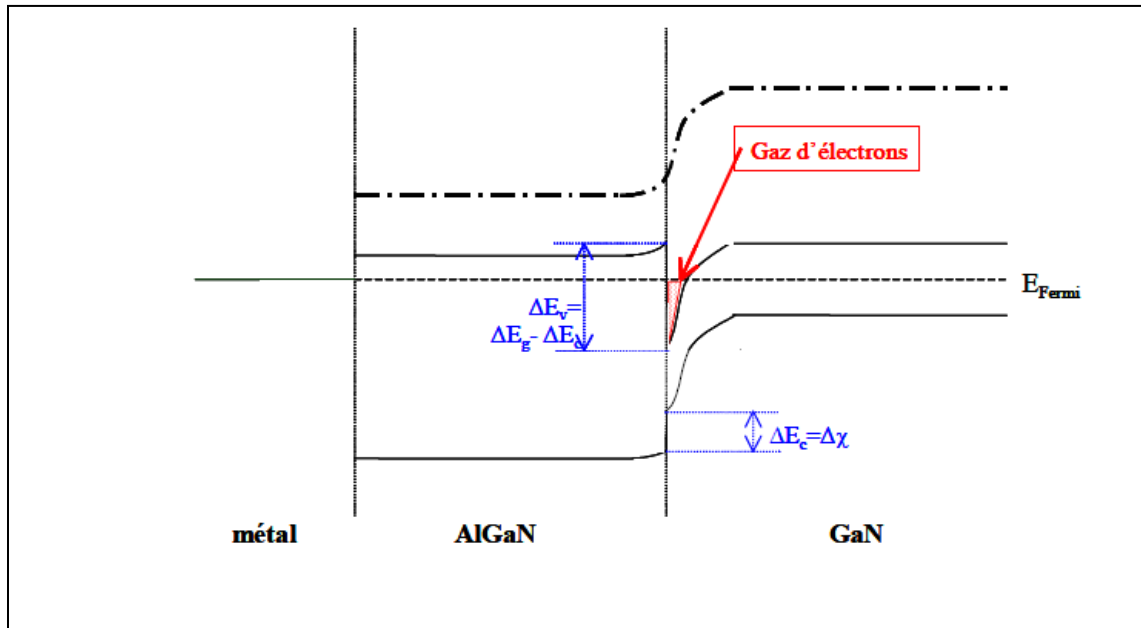 Gaz d'électrons
E_Fermi
ΔE_v=
ΔE_g- ΔE_c
ΔE_c=Δχ
métal
AlGaN
GaN